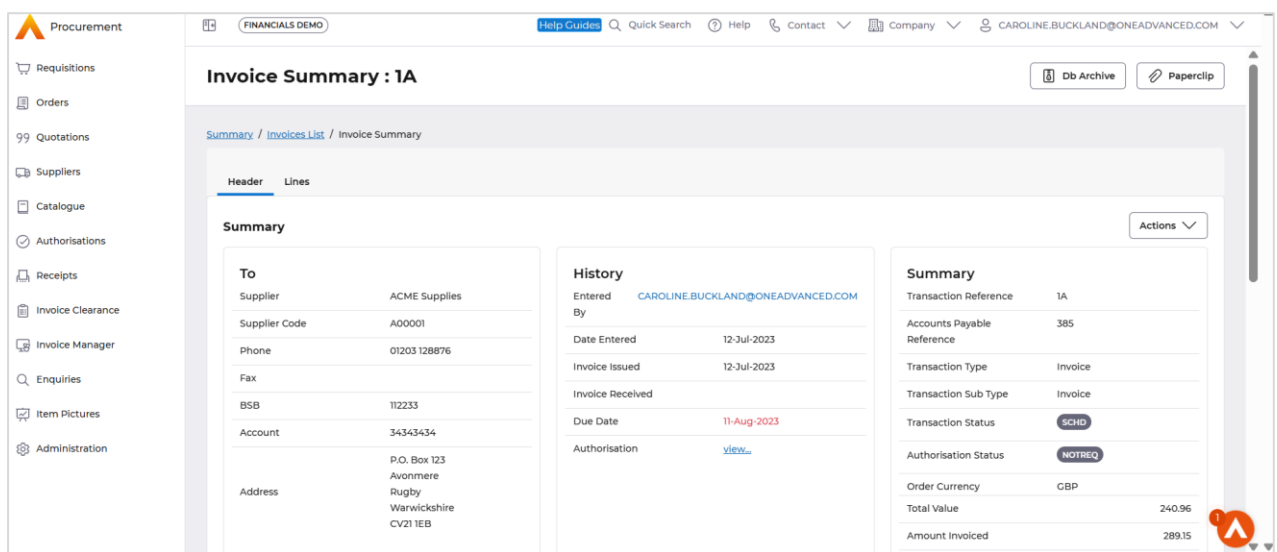 Procurement
FINANCIALS DEMO
Help Guides Quick Search Help Contact Company CAROLINE.BUCKLAND@ONEADVANCED.COM
Requisitions
Orders
Quotations
Suppliers
Catalogue
Authorisations
Receipts
Invoice Clearance
Invoice Manager
Enquiries
Item Pictures
Administration
Invoice Summary : 1A
Db Archive
Paperclip
Summary / Invoices List / Invoice Summary
Header Lines
Summary
Actions
To
Supplier ACME Supplies
Supplier Code A00001
Phone 01203 128876
Fax
BSB 112233
Account 34343434
Address
P.O. Box 123
Avonmere
Rugby
Warwickshire
CV21 1EB
History
Entered CAROLINE.BUCKLAND@ONEADVANCED.COM
By
Date Entered 12-Jul-2023
Invoice Issued 12-Jul-2023
Invoice Received
Due Date 11-Aug-2023
Authorisation view...
Summary
Transaction Reference 1A
Accounts Payable 385
Reference
Transaction Type Invoice
Transaction Sub Type Invoice
Transaction Status SCHD
Authorisation Status NOTREQ
Order Currency GBP
Total Value 240.96
Amount Invoiced 289.15
1